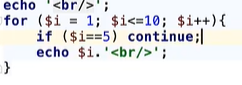 echo '<br/>';
for ($i = 1; $i<=10; $i++){
if ($i==5) continue;
echo $i.'<br/>';
}